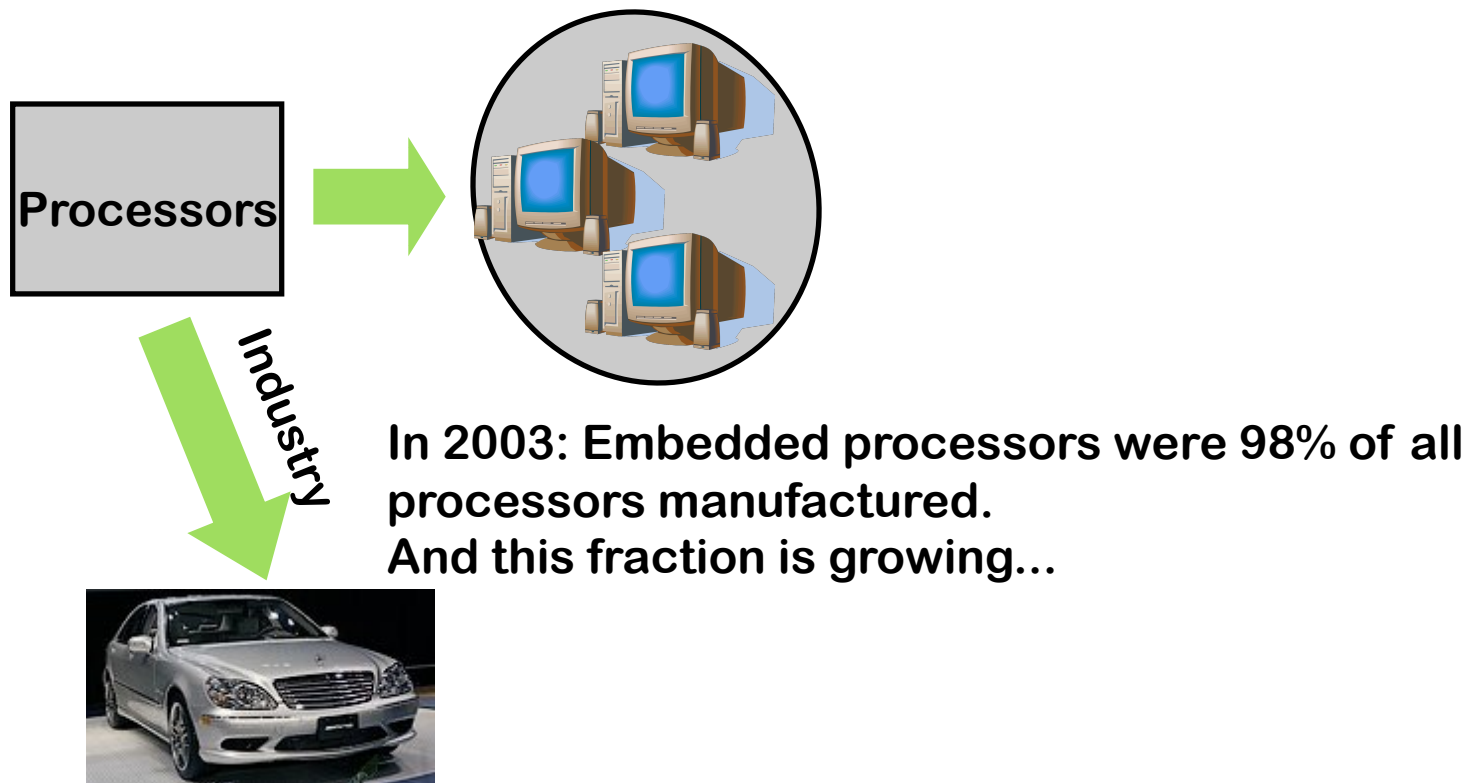 Processors
Industry
In 2003: Embedded processors were 98% of all
processors manufactured.
And this fraction is growing...